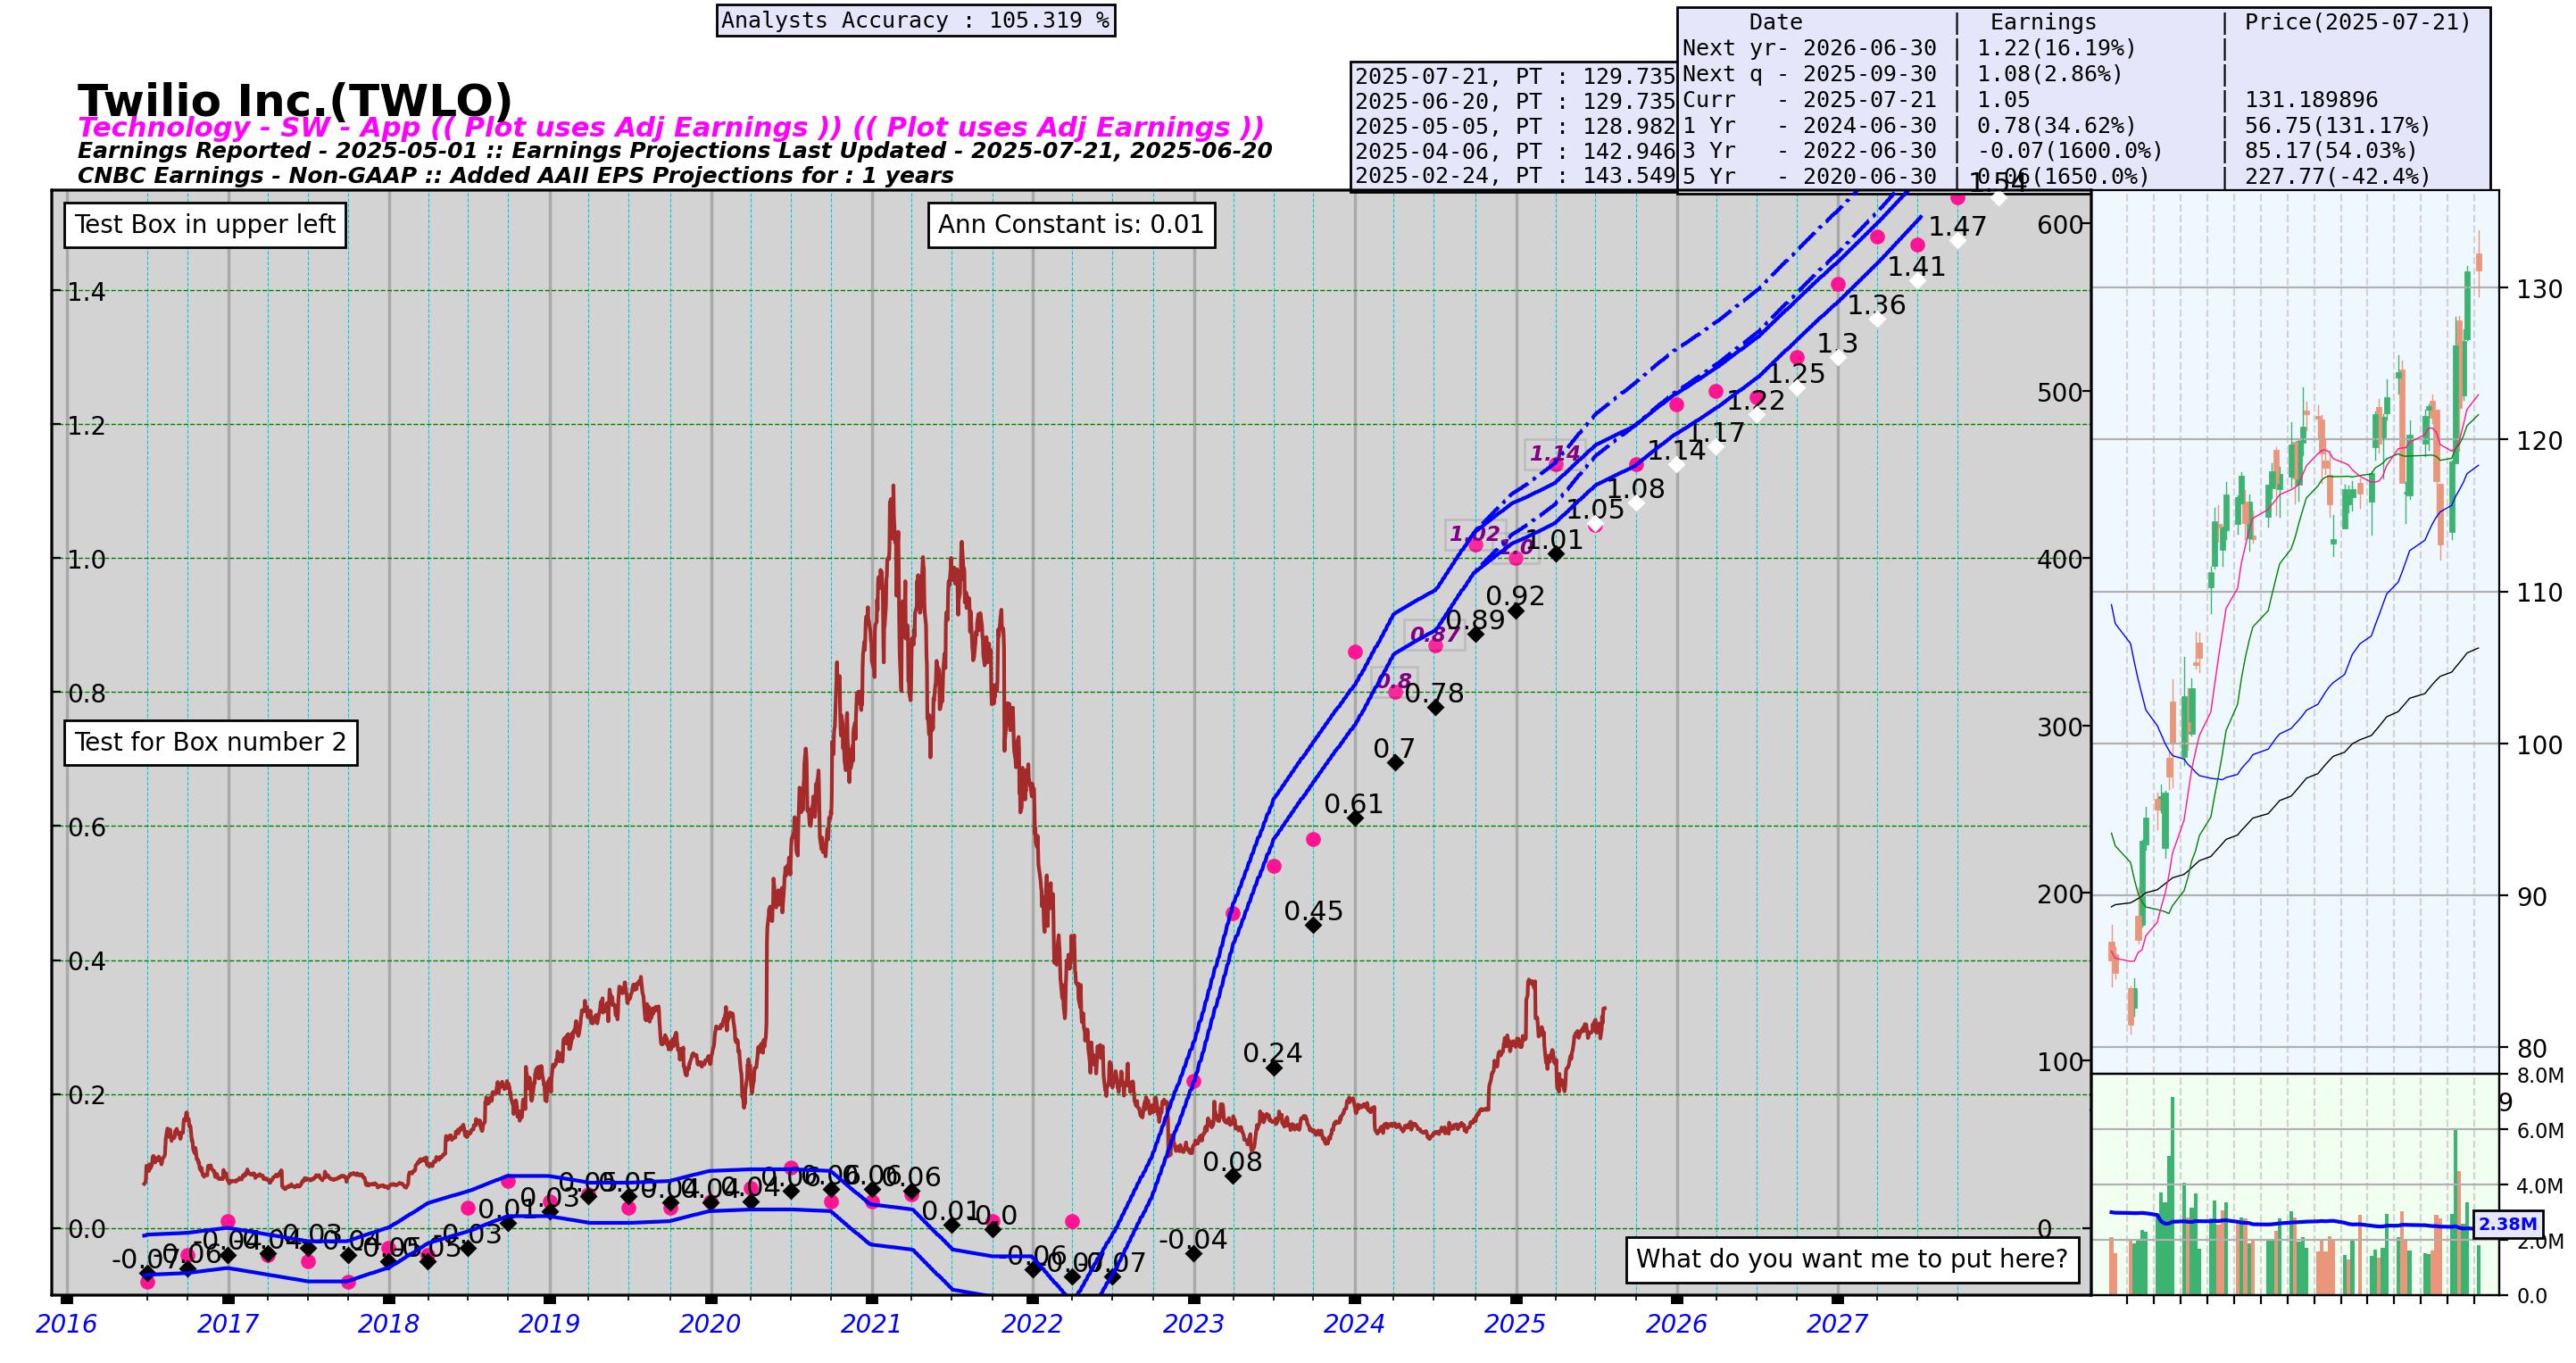 Analysts Accuracy : 105.319 %
Date | Earnings | Price(2025-07-21)
Next yr- 2026-06-30 | 1.22(16.19%) |
Next q - 2025-09-30 | 1.08(2.86%) |
Curr - 2025-07-21 | 1.05 | 131.189896
1 Yr - 2024-06-30 | 0.78(34.62%) | 56.75(131.17%)
3 Yr - 2022-06-30 | -0.07(1600.0%) | 85.17(54.03%)
5 Yr - 2020-06-30 | 0.06(1650.0%) | 227.77(-42.4%)
2025-07-21, PT : 129.735
2025-06-20, PT : 129.735
2025-05-05, PT : 128.982
2025-04-06, PT : 142.946
2025-02-24, PT : 143.549
Twilio Inc.(TWLO)
Technology - SW - App (( Plot uses Adj Earnings )) (( Plot uses Adj Earnings ))
Earnings Reported - 2025-05-01 :: Earnings Projections Last Updated - 2025-07-21, 2025-06-20
CNBC Earnings - Non-GAAP :: Added AAII EPS Projections for : 1 years
Test Box in upper left
Ann Constant is: 0.01
Test for Box number 2
What do you want me to put here?
1.4
1.2
1.0
0.8
0.6
0.4
0.2
0.0
1.54
1.47
1.41
1.36
1.3
1.25
1.22
1.17
1.14
1.08
1.05
1.01
0.92
0.89
0.78
0.7
0.61
0.45
0.24
0.08
-0.04
1.14
1.02
1.0
0.87
0.8
600
500
400
300
200
100
0
130
120
110
100
90
80
8.0M
9
6.0M
4.0M
2.38M
2.0M
0.0
2016 2017 2018 2019 2020 2021 2022 2023 2024 2025 2026 2027